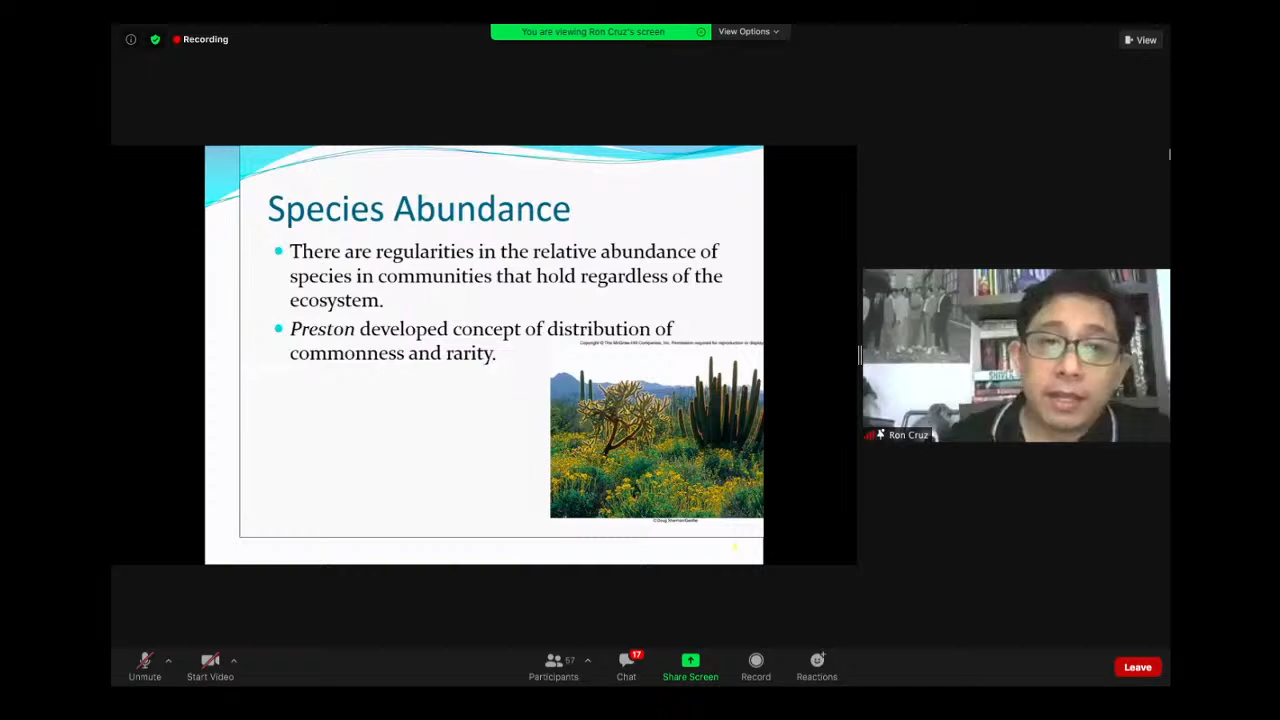 Recording
You are viewing Ron Cruz's screen
View Options
View
Species Abundance
There are regularities in the relative abundance of
species in communities that hold regardless of the
ecosystem.
Preston developed concept of distribution of
commonness and rarity.
Copyright © The McGraw-Hill Companies, Inc. Permission required for reproduction or display
©Doug Sherman/Geofile
Ron Cruz
Unmute
Start Video
57
Participants
17
Chat
Share Screen
Record
Reactions
Leave